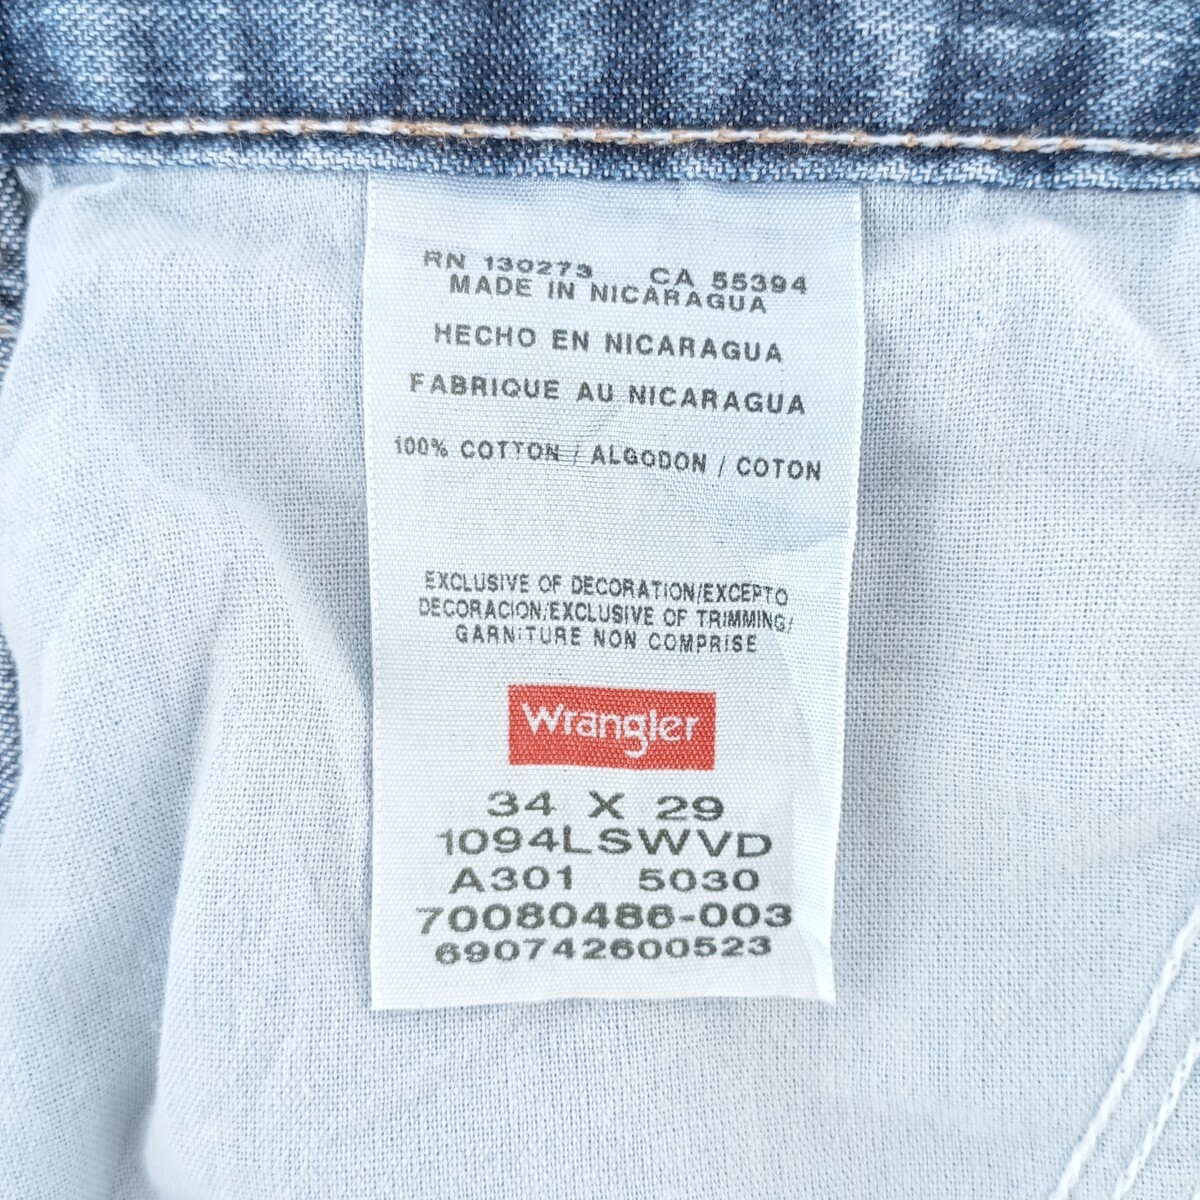 RN 130273 CA 55394
MADE IN NICARAGUA
HECHO EN NICARAGUA
FABRIQUE AU NICARAGUA
100% COTTON / ALGODON / COTON
EXCLUSIVE OF DECORATION/EXCEPTO
DECORACION/EXCLUSIVE OF TRIMMING/
GARNITURE NON COMPRISE
Wrangler
34 X 29
1094LSWVD
A301 5030
70080486-003
690742600523